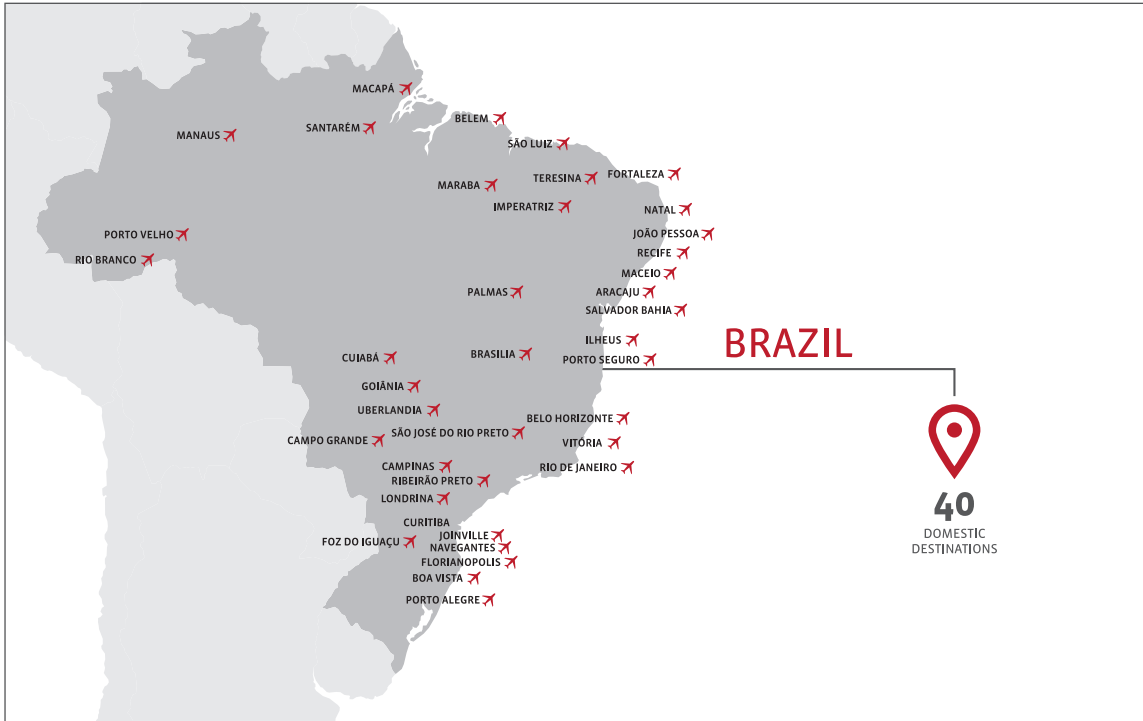 MACAPÁ
BELEM
SANTARÉM
MANAUS
SÃO LUIZ
FORTALEZA
TERESINA
MARABA
IMPERATRIZ
NATAL
JOÃO PESSOA
PORTO VELHO
RECIFE
RIO BRANCO
MACEIO
PALMAS
ARACAJU
SALVADOR BAHIA
ILHEUS
BRAZIL
BRASILIA
CUIABÁ
PORTO SEGURO
GOIÂNIA
UBERLANDIA
BELO HORIZONTE
SÃO JOSÉ DO RIO PRETO
CAMPO GRANDE
VITÓRIA
CAMPINAS
RIO DE JANEIRO
RIBEIRÃO PRETO
LONDRINA
40
CURITIBA
DOMESTIC
DESTINATIONS
JOINVILLE
FOZ DO IGUAÇU
NAVEGANTES
FLORIANOPOLIS
BOA VISTA
PORTO ALEGRE